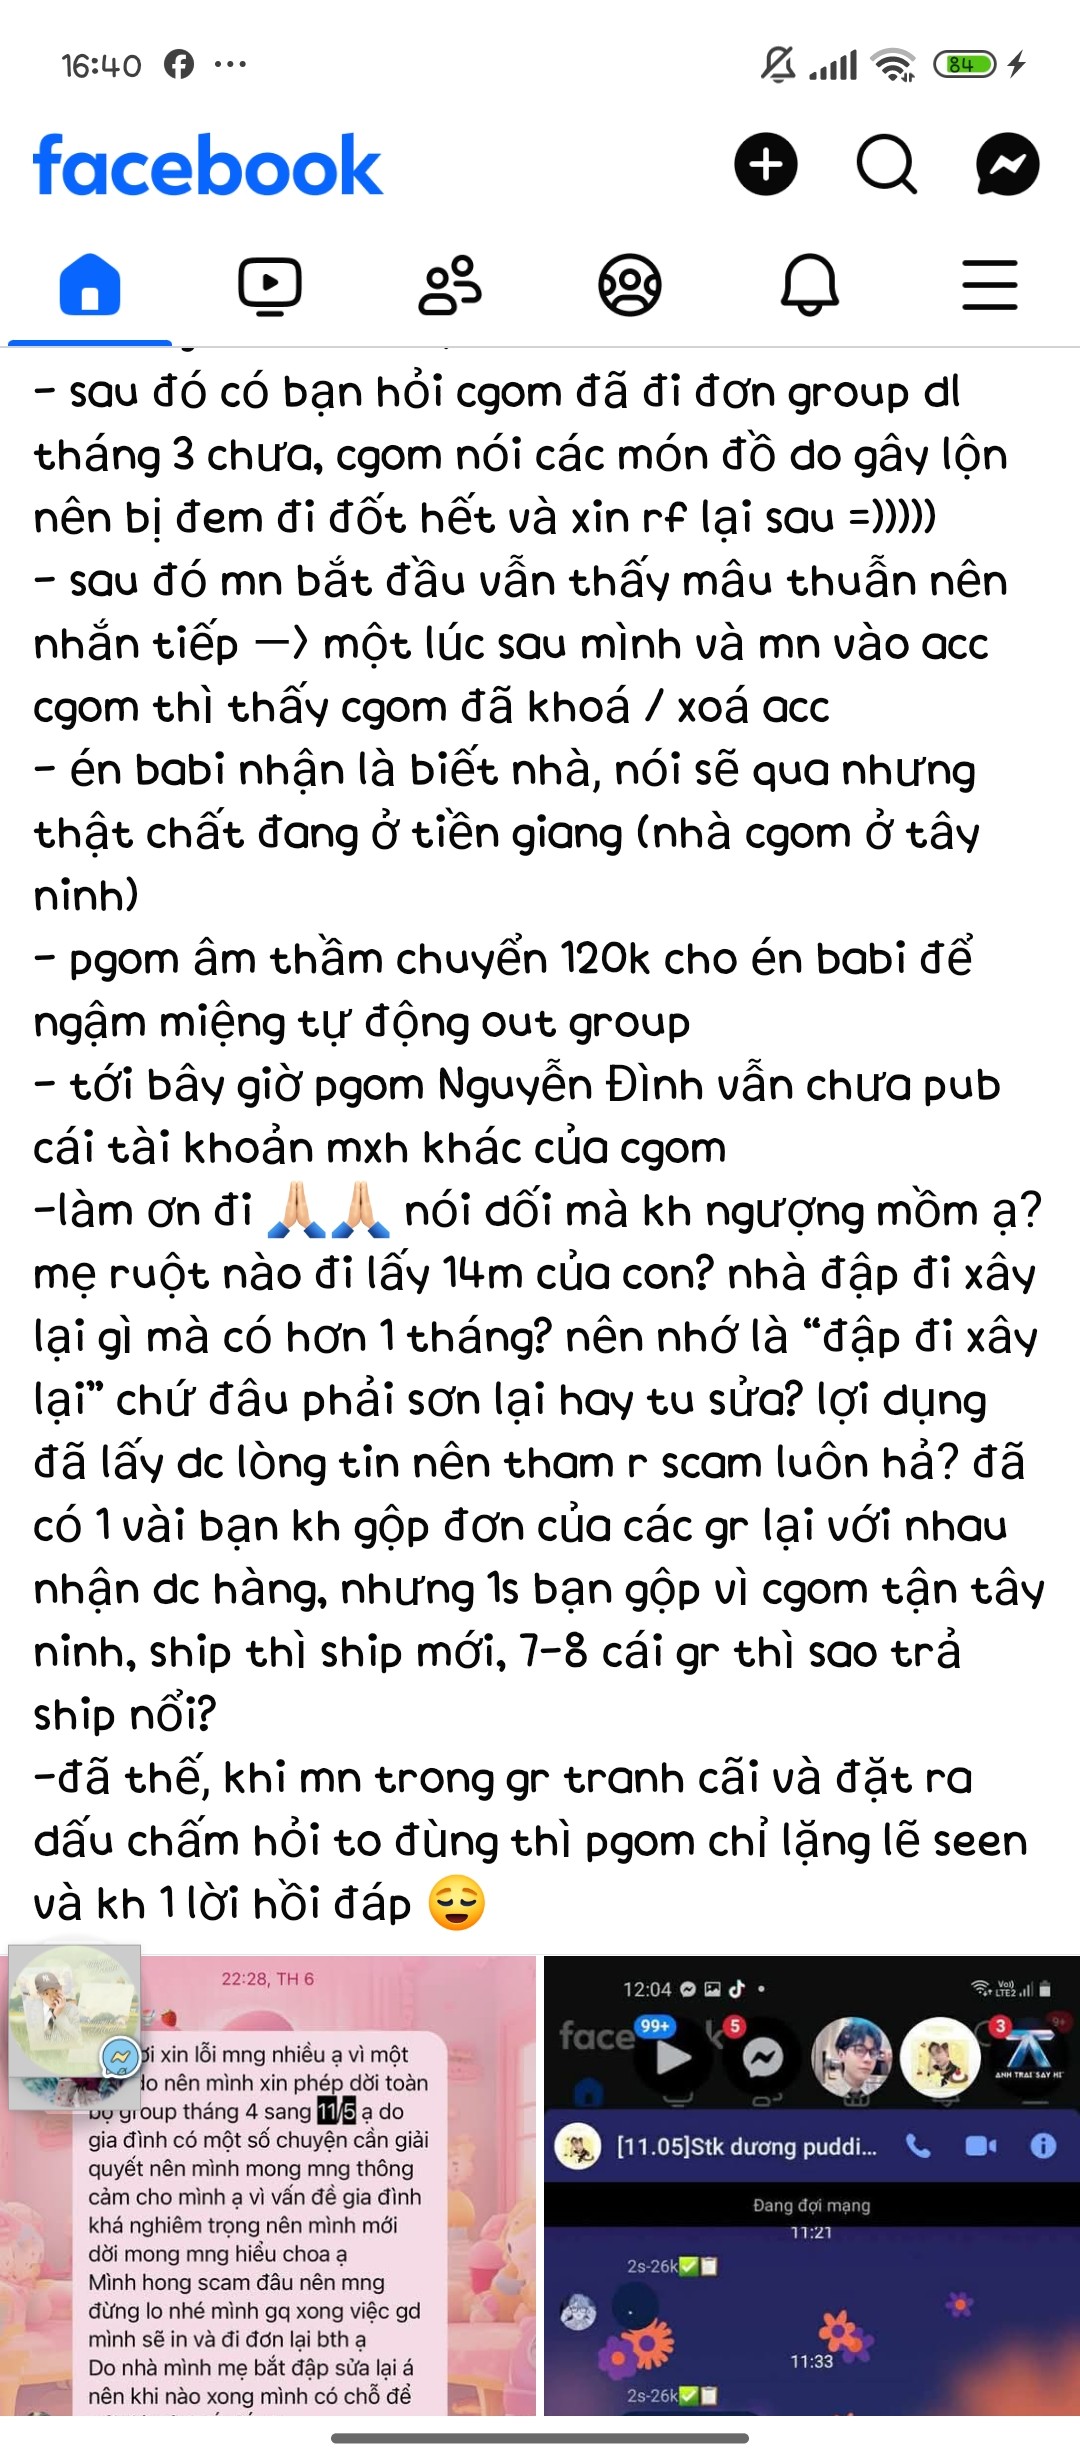 16:40
84
facebook
- sau đó có bạn hỏi cgom đã đi đơn group dl
tháng 3 chưa, cgom nói các món đồ do gây lộn
nên bị đem đi đốt hết và xin rf lại sau =)))))
- sau đó mn bắt đầu vẫn thấy mâu thuẫn nên
nhắn tiếp —> một lúc sau mình và mn vào acc
cgom thì thấy cgom đã khoá / xoá acc
- én babi nhận là biết nhà, nói sẽ qua nhưng
thật chất đang ở tiền giang (nhà cgom ở tây
ninh)
- pgom âm thầm chuyển 120k cho én babi để
ngậm miệng tự động out group
- tới bây giờ pgom Nguyễn Đình vẫn chưa pub
cái tài khoản mxh khác của cgom
-làm ơn đi 🙏🏻🙏🏻 nói dối mà kh ngượng mồm ạ?
mẹ ruột nào đi lấy 14m của con? nhà đập đi xây
lại gì mà có hơn 1 tháng? nên nhớ là “đập đi xây
lại” chứ đâu phải sơn lại hay tu sửa? lợi dụng
đã lấy dc lòng tin nên tham r scam luôn hả? đã
có 1 vài bạn kh gộp đơn của các gr lại với nhau
nhận dc hàng, nhưng 1s bạn gộp vì cgom tận tây
ninh, ship thì ship mới, 7-8 cái gr thì sao trả
ship nổi?
-đã thế, khi mn trong gr tranh cãi và đặt ra
dấu chấm hỏi to đùng thì pgom chỉ lặng lẽ seen
và kh 1 lời hồi đáp 😌
22:28, TH 6
xin lỗi mng nhiều ạ vì một
do nên mình xin phép dời toàn
bộ group tháng 4 sang 11/5 ạ do
gia đình có một số chuyện cần giải
quyết nên mình mong mng thông
cảm cho mình ạ vì vấn đề gia đình
khá nghiêm trọng nên mình mới
dời mong mng hiểu choa ạ
Mình hong scam đâu nên mng
đừng lo nhé mình gq xong việc gd
mình sẽ in và đi đơn lại bth ạ
Do nhà mình mẹ bắt đập sửa lại á
nên khi nào xong mình có chỗ để
12:04
Vo)
LTE2
face
k
99+
5
3
9+
ANH TRAI "SAY HI"
[11.05]Stk dương puddi...
Đang đợi mạng
11:21
2s-26k✅📋
11:33
2s-26k✅📋